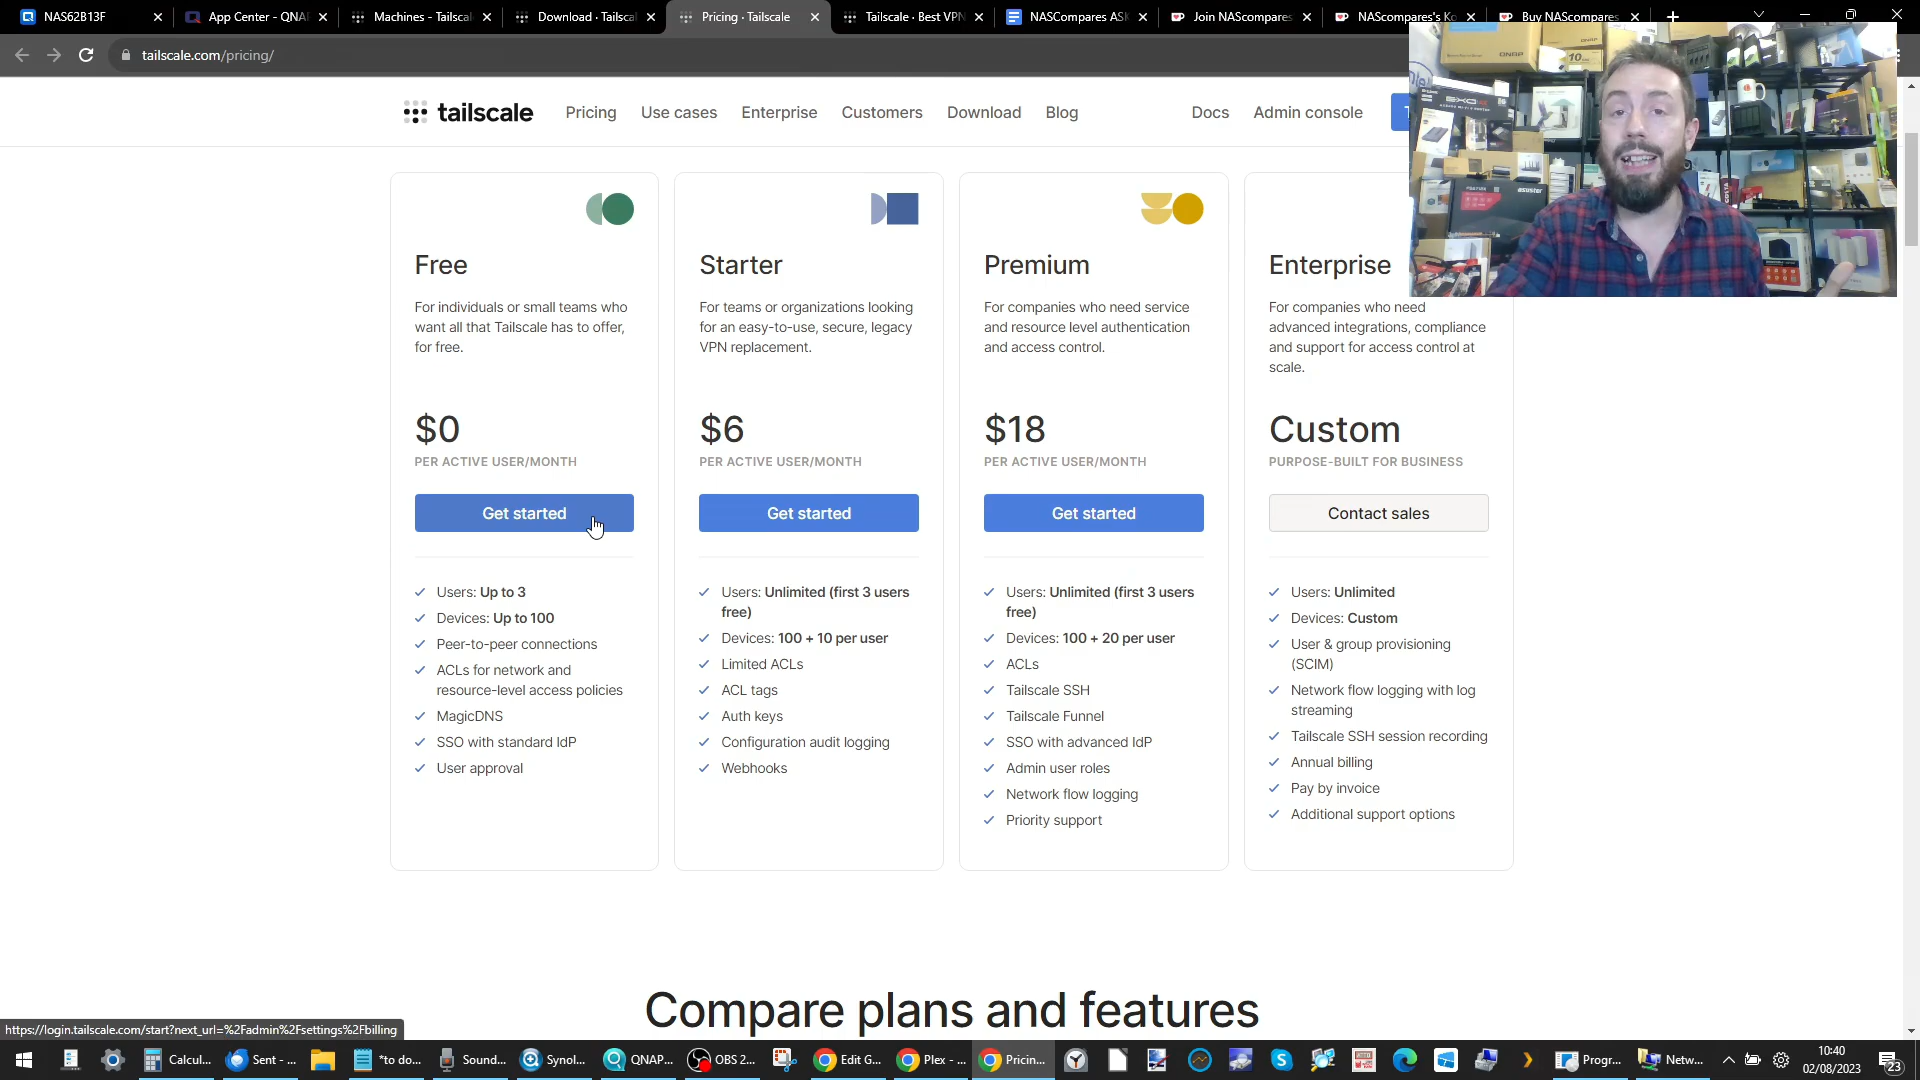 NAS62B13F
App Center - QNA
Machines - Tailscal
Download · Tailsca
Pricing · Tailscale
Tailscale · Best VPN
NASCompares ASK
Join NAScompares
NAScompares's Ko
Buy NAScompares
tailscale.com/pricing/
tailscale
Pricing
Use cases
Enterprise
Customers
Download
Blog
Docs
Admin console
Free
For individuals or small teams who
want all that Tailscale has to offer,
for free.
$0
PER ACTIVE USER/MONTH
Get started
Users: Up to 3
Devices: Up to 100
Peer-to-peer connections
ACLs for network and
resource-level access policies
MagicDNS
SSO with standard IdP
User approval
Starter
For teams or organizations looking
for an easy-to-use, secure, legacy
VPN replacement.
$6
PER ACTIVE USER/MONTH
Get started
Users: Unlimited (first 3 users
free)
Devices: 100 + 10 per user
Limited ACLs
ACL tags
Auth keys
Configuration audit logging
Webhooks
Premium
For companies who need service
and resource level authentication
and access control.
$18
PER ACTIVE USER/MONTH
Get started
Users: Unlimited (first 3 users
free)
Devices: 100 + 20 per user
ACLs
Tailscale SSH
Tailscale Funnel
SSO with advanced IdP
Admin user roles
Network flow logging
Priority support
Enterprise
For companies who need
advanced integrations, compliance
and support for access control at
scale.
Custom
PURPOSE-BUILT FOR BUSINESS
Contact sales
Users: Unlimited
Devices: Custom
User & group provisioning
(SCIM)
Network flow logging with log
streaming
Tailscale SSH session recording
Annual billing
Pay by invoice
Additional support options
Compare plans and features
https://login.tailscale.com/start?next_url=%2Fadmin%2Fsettings%2Fbilling
Calcul...
Sent - ...
*to do...
Sound...
Synol...
QNAP...
OBS 2...
Edit G...
Plex - ...
Pricin...
Progr...
Netw...
10:40
02/08/2023
23